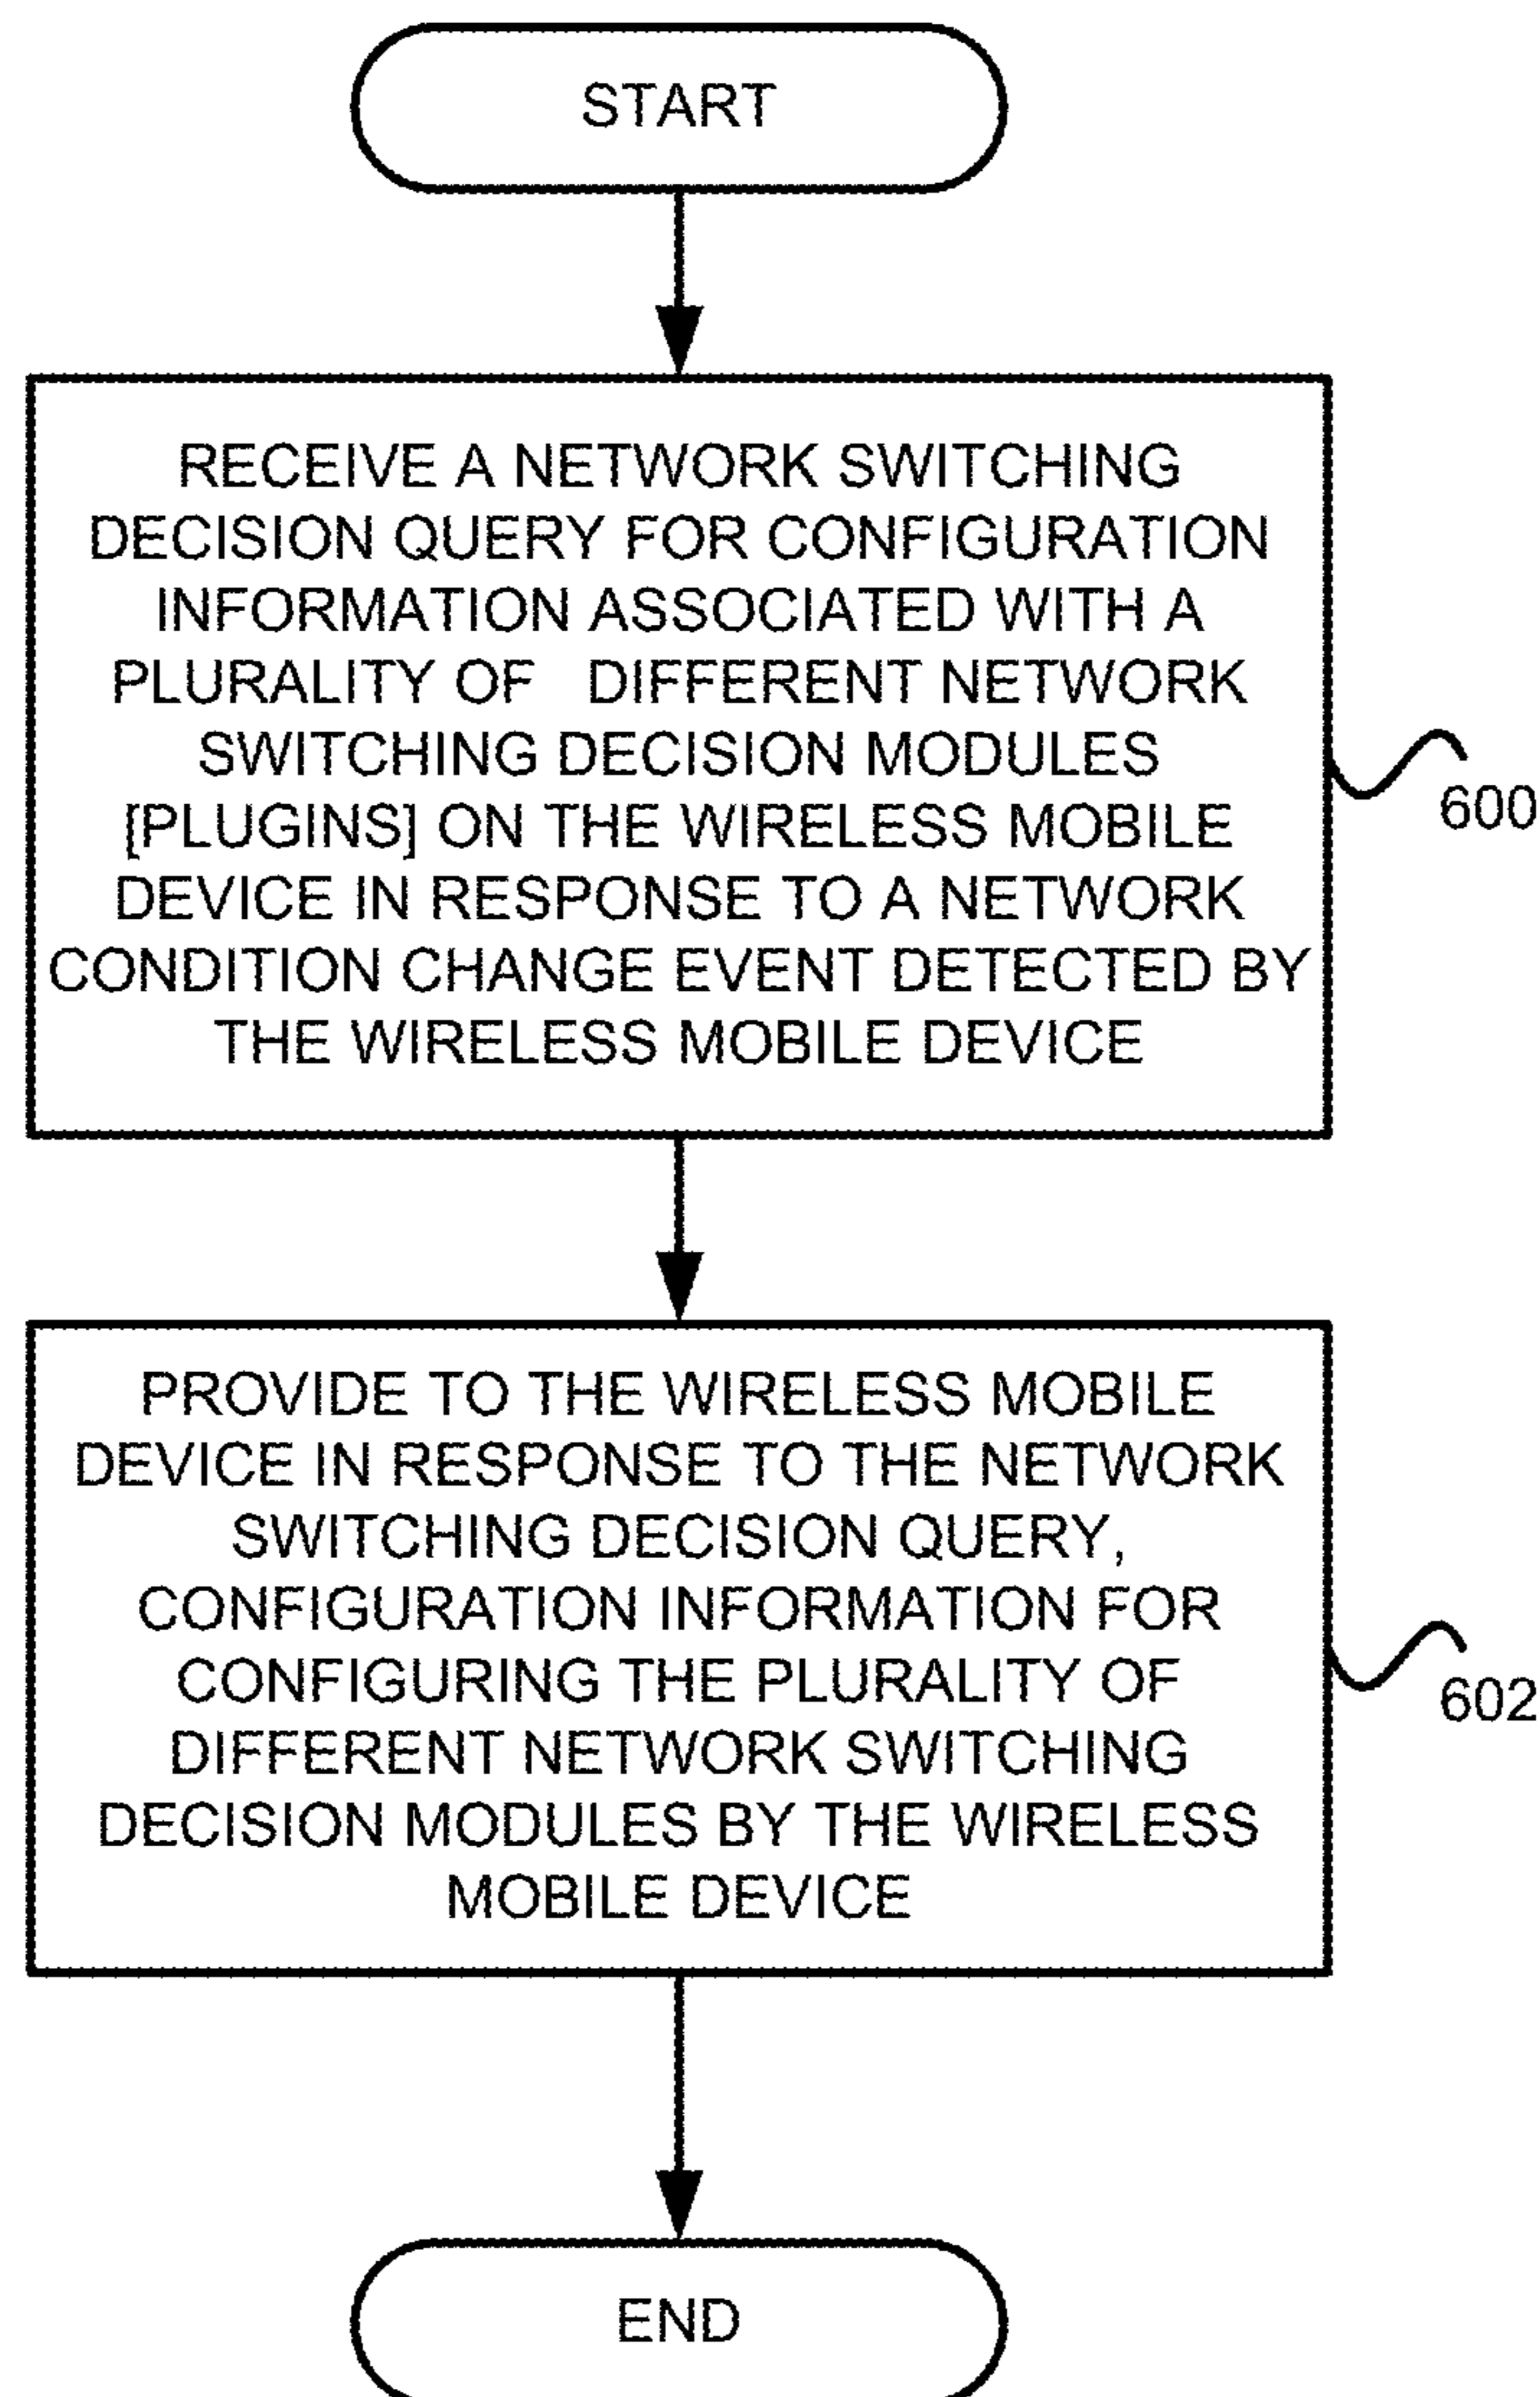 START
RECEIVE A NETWORK SWITCHING
DECISION QUERY FOR CONFIGURATION
INFORMATION ASSOCIATED WITH A
PLURALITY OF DIFFERENT NETWORK
SWITCHING DECISION MODULES
[PLUGINS] ON THE WIRELESS MOBILE
DEVICE IN RESPONSE TO A NETWORK
CONDITION CHANGE EVENT DETECTED BY
THE WIRELESS MOBILE DEVICE
600
PROVIDE TO THE WIRELESS MOBILE
DEVICE IN RESPONSE TO THE NETWORK
SWITCHING DECISION QUERY,
CONFIGURATION INFORMATION FOR
CONFIGURING THE PLURALITY OF
DIFFERENT NETWORK SWITCHING
DECISION MODULES BY THE WIRELESS
MOBILE DEVICE
602
END